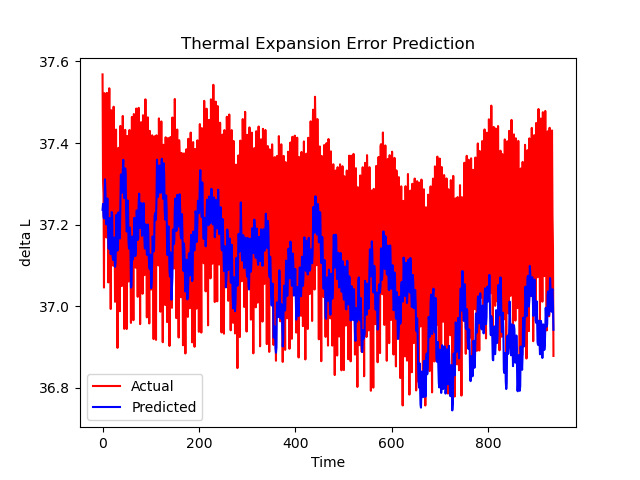 Thermal Expansion Error Prediction
37.6
37.4
37.2
37.0
36.8
delta L
Actual
Predicted
0 200 400 600 800
Time